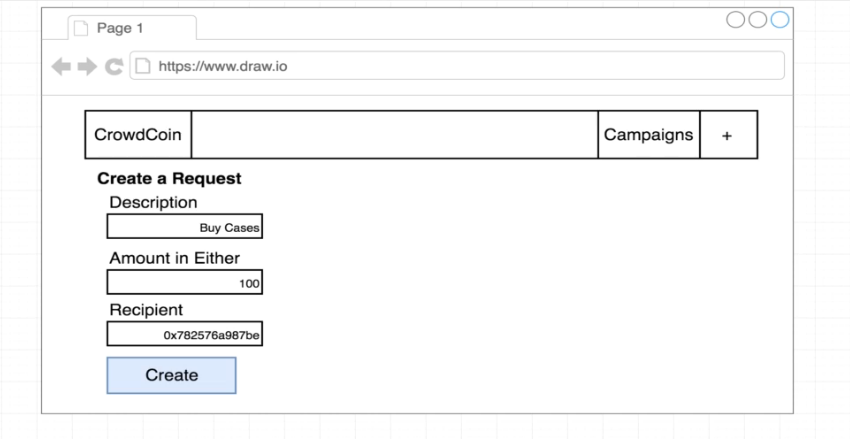 Page 1
https://www.draw.io
CrowdCoin Campaigns +
Create a Request
Description
Buy Cases
Amount in Either
100
Recipient
0x782576a987be
Create